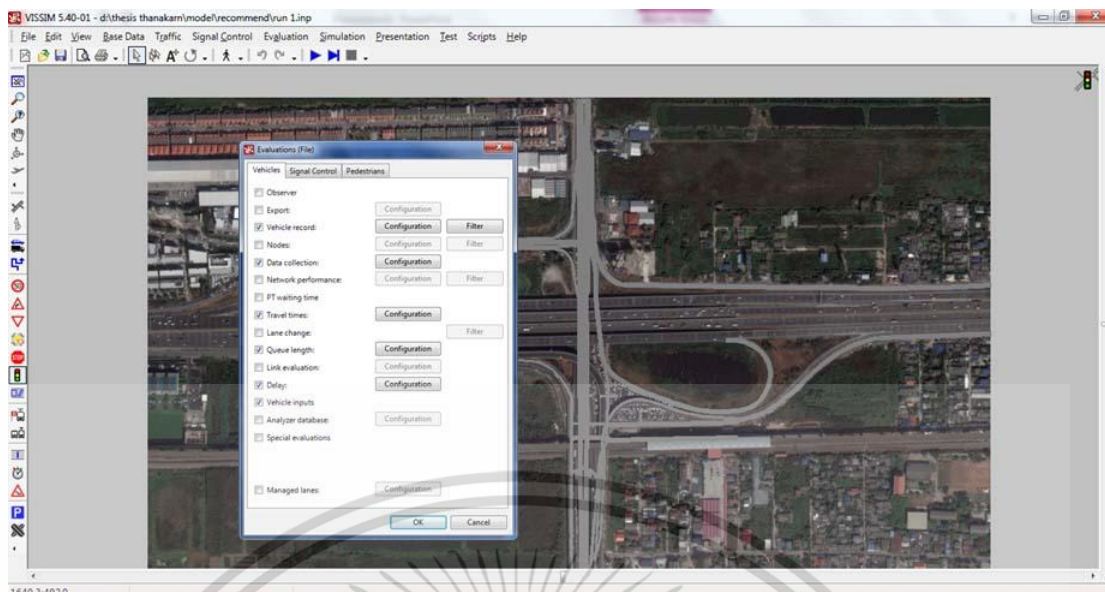 VISSIM 5.40-01 - d:\thesis thanakarn\model\recommend\run 1.inp
File Edit View Base Data Traffic Signal Control Evaluation Simulation Presentation Test Scripts Help
Evaluations (File)
Vehicles Signal Control Pedestrians
Observer
Export: Configuration
Vehicle record: Configuration Filter
Nodes: Configuration Filter
Data collection: Configuration
Network performance: Configuration Filter
PT waiting time
Travel times: Configuration
Lane change: Filter
Queue length: Configuration
Link evaluation: Configuration
Delay: Configuration
Vehicle inputs
Analyzer database: Configuration
Special evaluations
Managed lanes: Configuration
OK Cancel